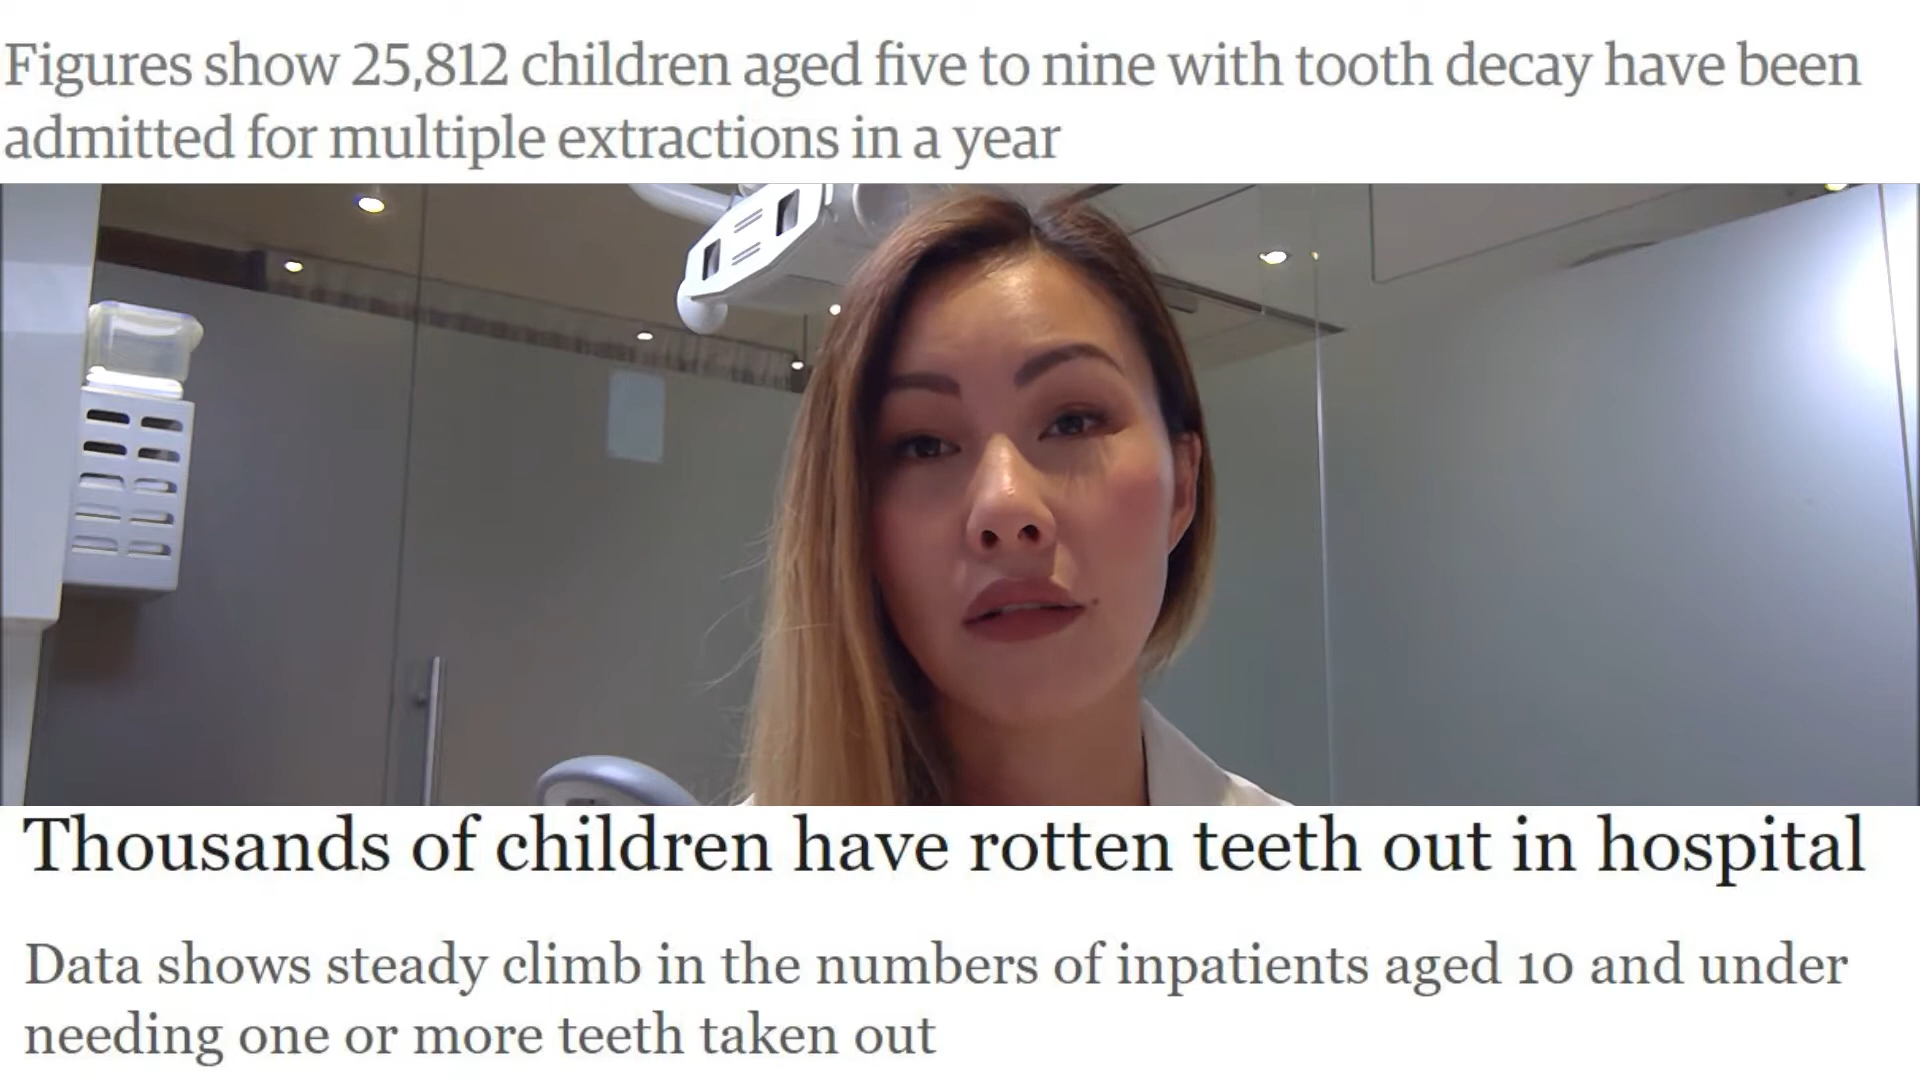 Figures show 25,812 children aged five to nine with tooth decay have been
admitted for multiple extractions in a year
Thousands of children have rotten teeth out in hospital
Data shows steady climb in the numbers of inpatients aged 10 and under
needing one or more teeth taken out